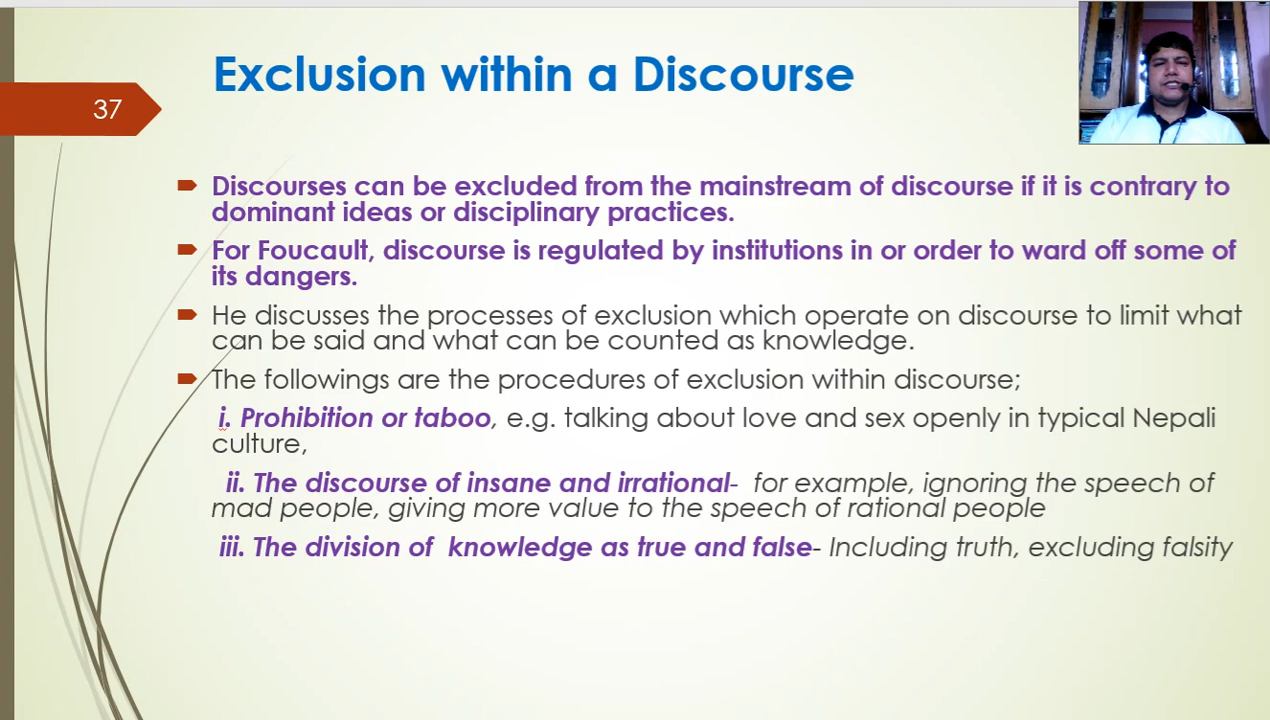 Exclusion within a Discourse
37
Discourses can be excluded from the mainstream of discourse if it is contrary to
dominant ideas or disciplinary practices.
For Foucault, discourse is regulated by institutions in or order to ward off some of
its dangers.
He discusses the processes of exclusion which operate on discourse to limit what
can be said and what can be counted as knowledge.
The followings are the procedures of exclusion within discourse;
i. Prohibition or taboo, e.g. talking about love and sex openly in typical Nepali
culture,
ii. The discourse of insane and irrational- for example, ignoring the speech of
mad people, giving more value to the speech of rational people
iii. The division of knowledge as true and false- Including truth, excluding falsity